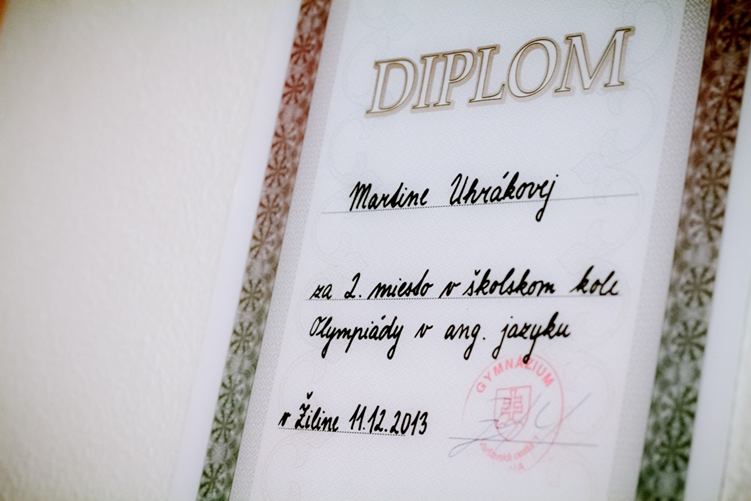 DIPLOM
Martine Uhrákovej
za 2. miesto v školskom kole
Olympiády v ang. jazyku
v Žiline 11.12.2013
GYMNÁZIUM